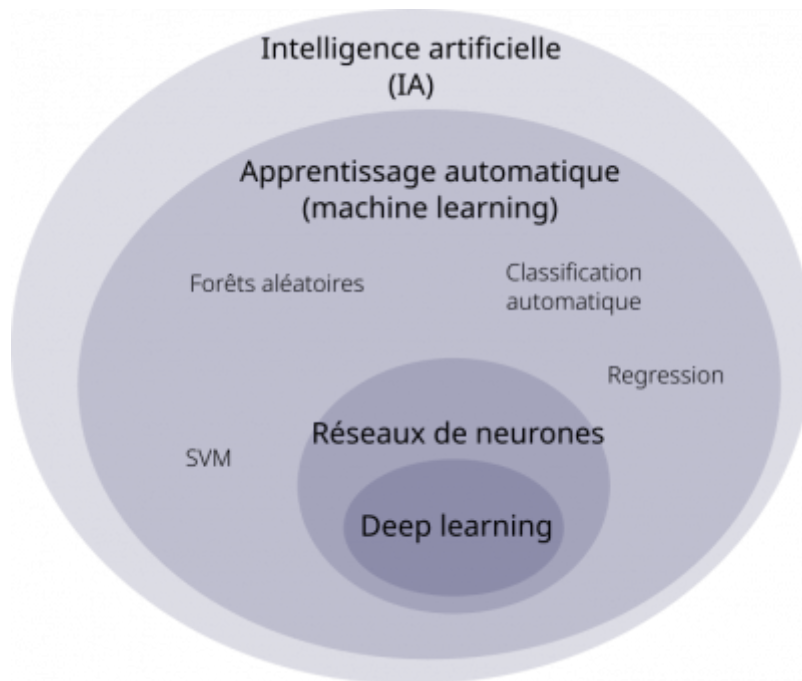 Intelligence artificielle
(IA)
Apprentissage automatique
(machine learning)
Forêts aléatoires
Classification
automatique
Regression
Réseaux de neurones
SVM
Deep learning